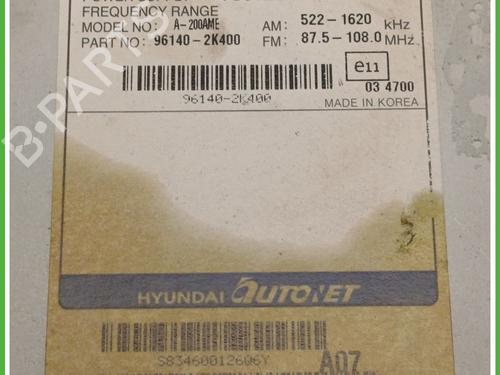 FREQUENCY RANGE
MODEL NO: A-200AME AM: 522-1620 kHz
PART NO: 96140-2K400 FM: 87.5-108.0 MHz
e11
03 4700
96140-2K400
MADE IN KOREA
B-PARTS
HYUNDAI AUTONET
S83460012606Y
A07